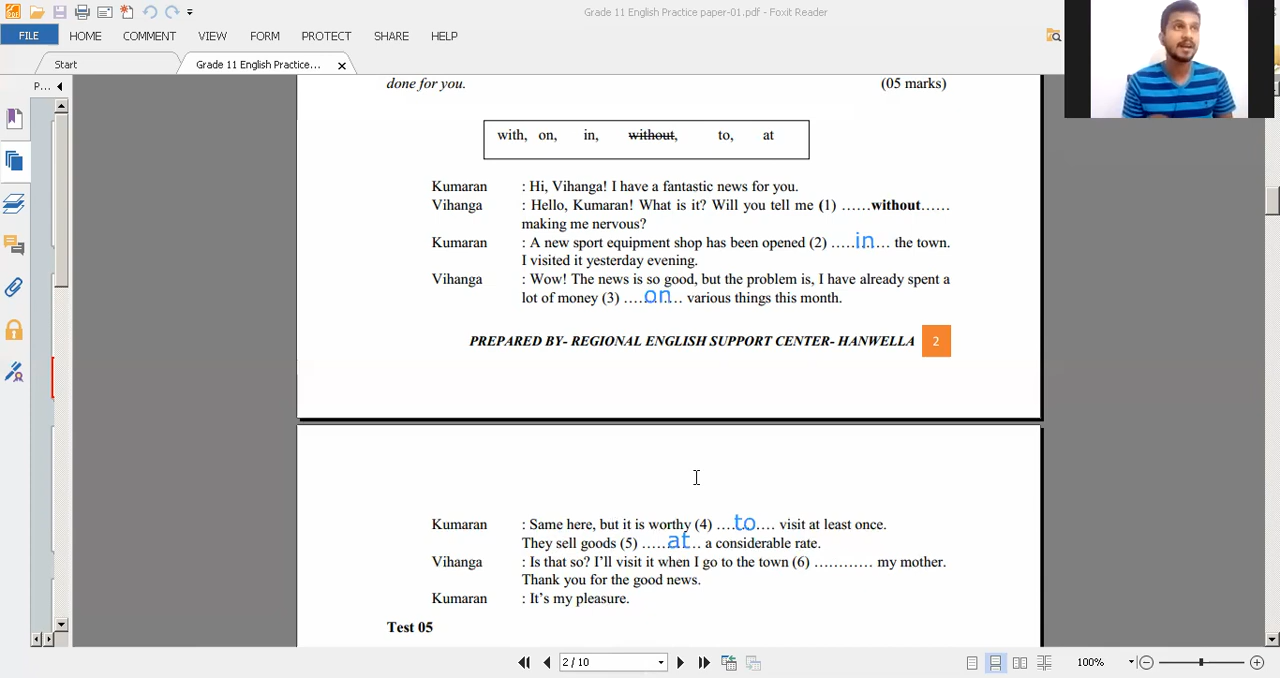 Grade 11 English Practice paper-01.pdf - Foxit Reader
FILE HOME COMMENT VIEW FORM PROTECT SHARE HELP
Start Grade 11 English Practice...
P...
done for you. (05 marks)
with, on, in, without, to, at
Kumaran : Hi, Vihanga! I have a fantastic news for you.
Vihanga : Hello, Kumaran! What is it? Will you tell me (1) ……without……
making me nervous?
Kumaran : A new sport equipment shop has been opened (2) …..in… the town.
I visited it yesterday evening.
Vihanga : Wow! The news is so good, but the problem is, I have already spent a
lot of money (3) ….on….. various things this month.
PREPARED BY- REGIONAL ENGLISH SUPPORT CENTER- HANWELLA 2
Kumaran : Same here, but it is worthy (4) ….to…. visit at least once.
They sell goods (5) …..at.. a considerable rate.
Vihanga : Is that so? I’ll visit it when I go to the town (6) ………… my mother.
Thank you for the good news.
Kumaran : It’s my pleasure.
Test 05
2 / 10 100%